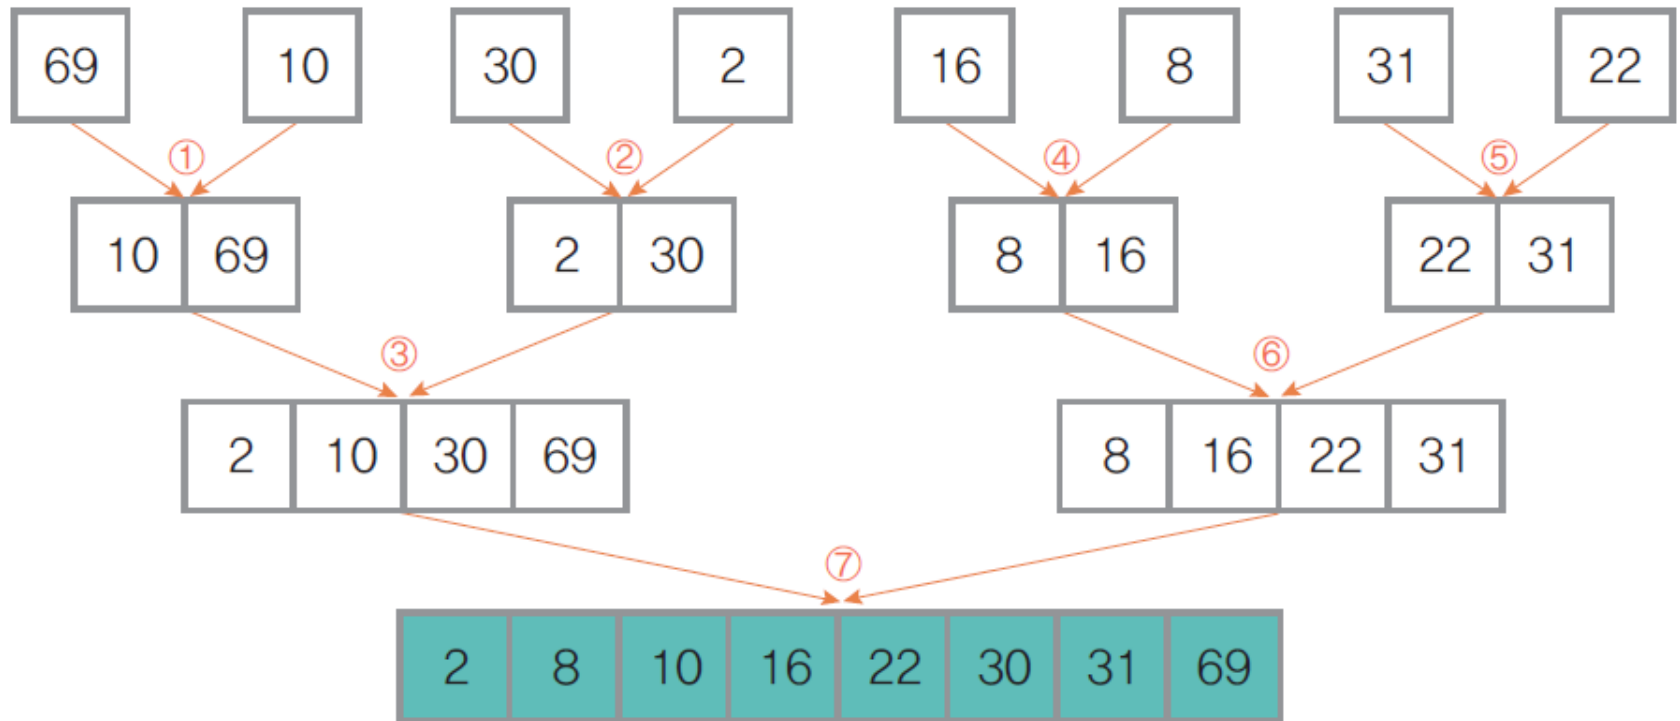 69 10 30 2 16 8 31 22
① ② ④ ⑤
10 69 2 30 8 16 22 31
③ ⑥
2 10 30 69 8 16 22 31
⑦
2 8 10 16 22 30 31 69